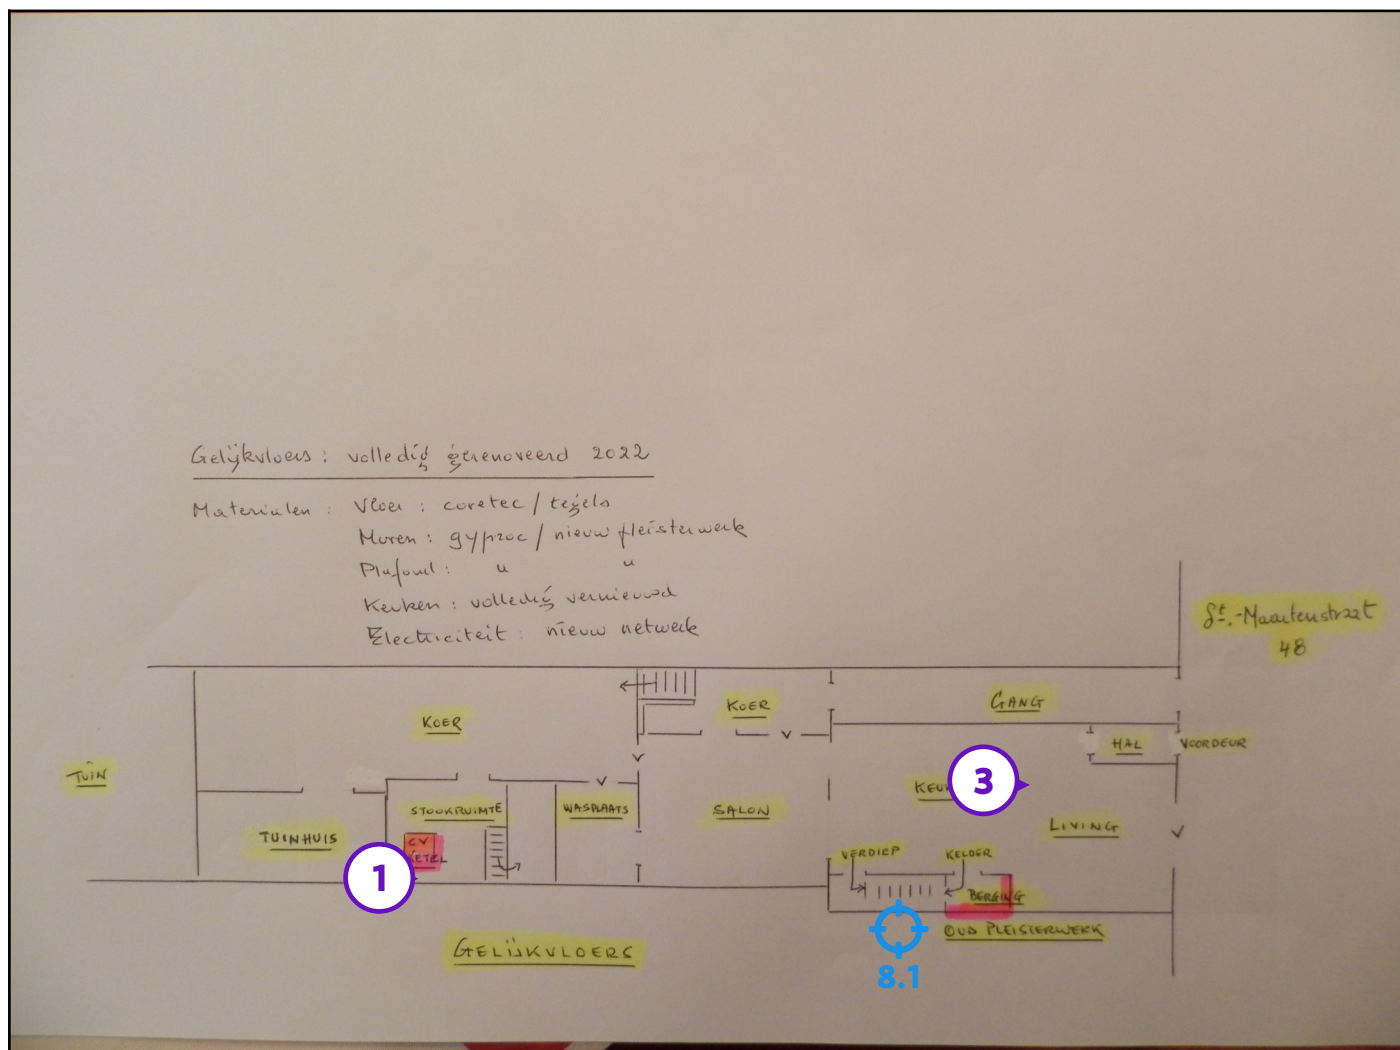 Gelijkvloers : volledig gerenoveerd 2022
Materialen : Vloer : coretec / tegels
Muren : gyproc / nieuw pleisterwerk
Plafond : " "
Keuken : volledig vernieuwd
Electriciteit : nieuw netwerk
St.-Maartenstraat
48
KOER
KOER
GANG
HAL
VOORDEUR
TUIN
TUINHUIS
STOOKRUIMTE
WASPLAATS
SALON
3
LIVING
CV
1
VERDIEP
KELDER
BERGING
OUD PLEISTERWERK
GELIJKVLOERS
8.1